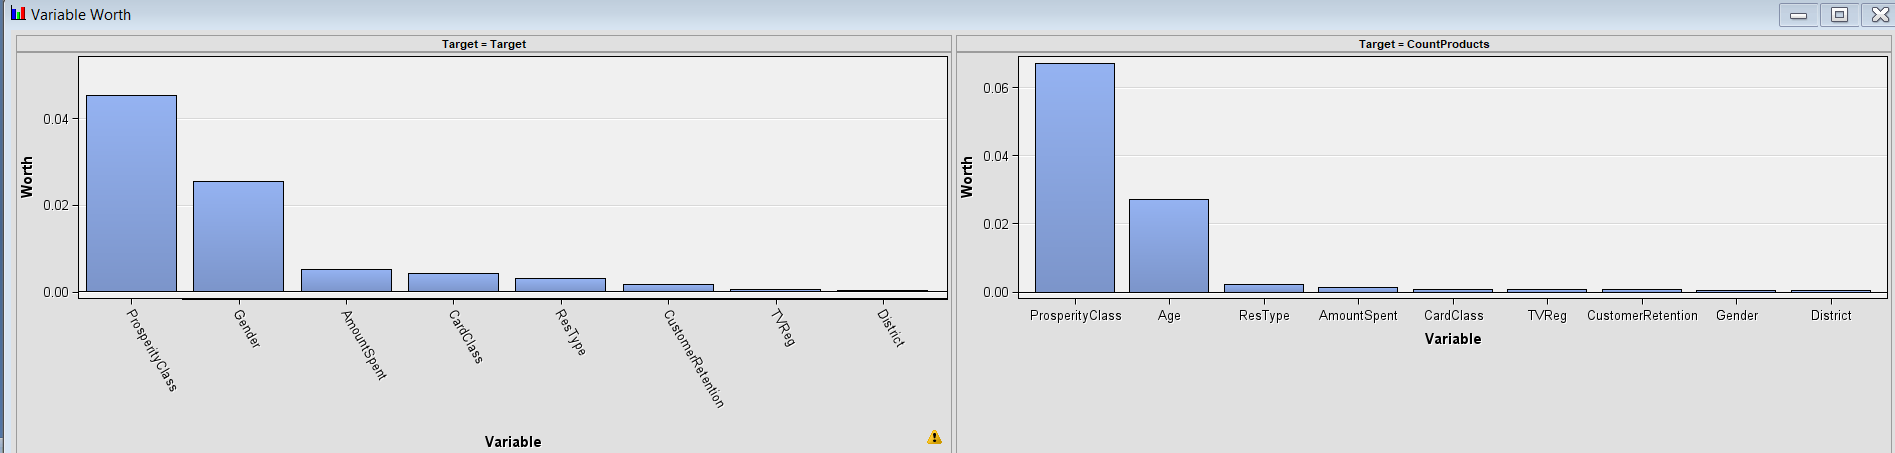 Variable Worth
Target = Target
Worth
0.04
0.02
0.00
ProsperityClass
Gender
AmountSpent
CardClass
ResType
CustomerRetention
TVReg
District
Variable
Target = CountProducts
Worth
0.06
0.04
0.02
0.00
ProsperityClass Age ResType AmountSpent CardClass TVReg CustomerRetention Gender District
Variable